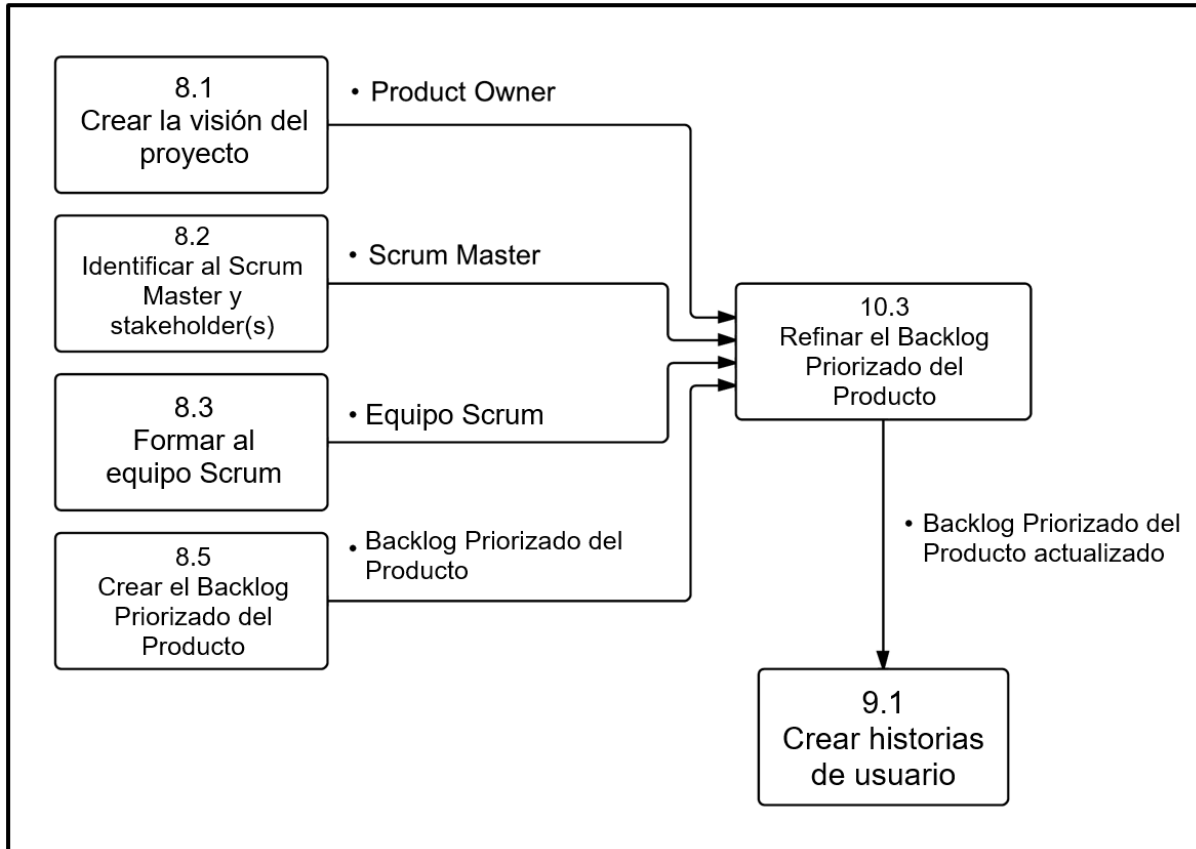 8.1
Crear la visión del
proyecto
• Product Owner
8.2
Identificar al Scrum
Master y
stakeholder(s)
• Scrum Master
8.3
Formar al
equipo Scrum
• Equipo Scrum
8.5
Crear el Backlog
Priorizado del
Producto
• Backlog Priorizado del
Producto
10.3
Refinar el Backlog
Priorizado del
Producto
• Backlog Priorizado del
Producto actualizado
9.1
Crear historias
de usuario